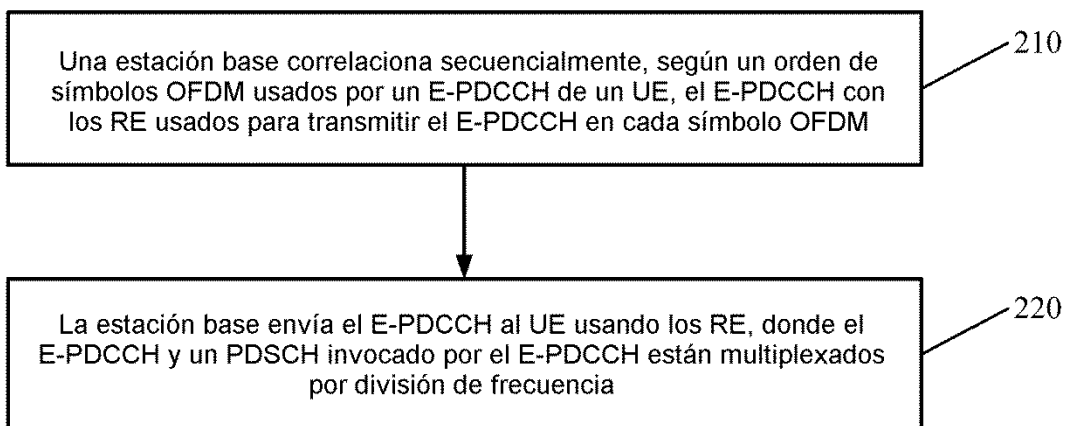 Una estación base correlaciona secuencialmente, según un orden de
símbolos OFDM usados por un E-PDCCH de un UE, el E-PDCCH con
los RE usados para transmitir el E-PDCCH en cada símbolo OFDM
210
La estación base envía el E-PDCCH al UE usando los RE, donde el
E-PDCCH y un PDSCH invocado por el E-PDCCH están multiplexados
por división de frecuencia
220